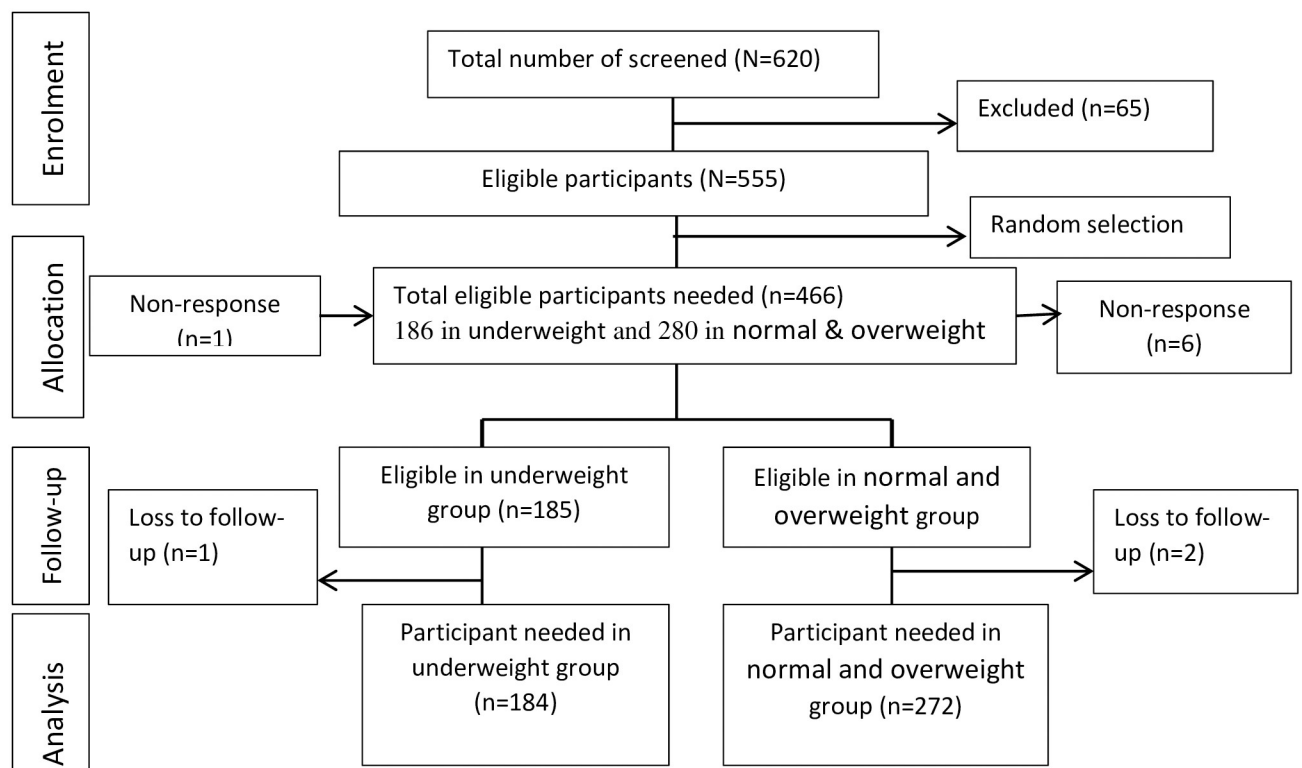 Enrolment
Total number of screened (N=620)
Excluded (n=65)
Eligible participants (N=555)
Random selection
Allocation
Non-response
(n=1)
Total eligible participants needed (n=466)
186 in underweight and 280 in normal & overweight
Non-response
(n=6)
Follow-up
Eligible in underweight
group (n=185)
Eligible in normal and
overweight group
Loss to follow-
up (n=1)
Loss to follow-
up (n=2)
Analysis
Participant needed in
underweight group
(n=184)
Participant needed in
normal and overweight
group (n=272)